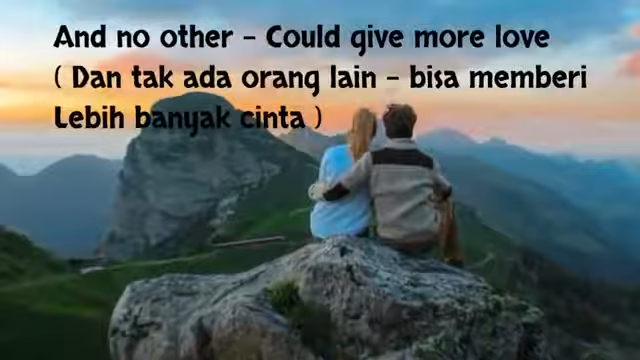 And no other - Could give more love
( Dan tak ada orang lain - bisa memberi
Lebih banyak cinta )